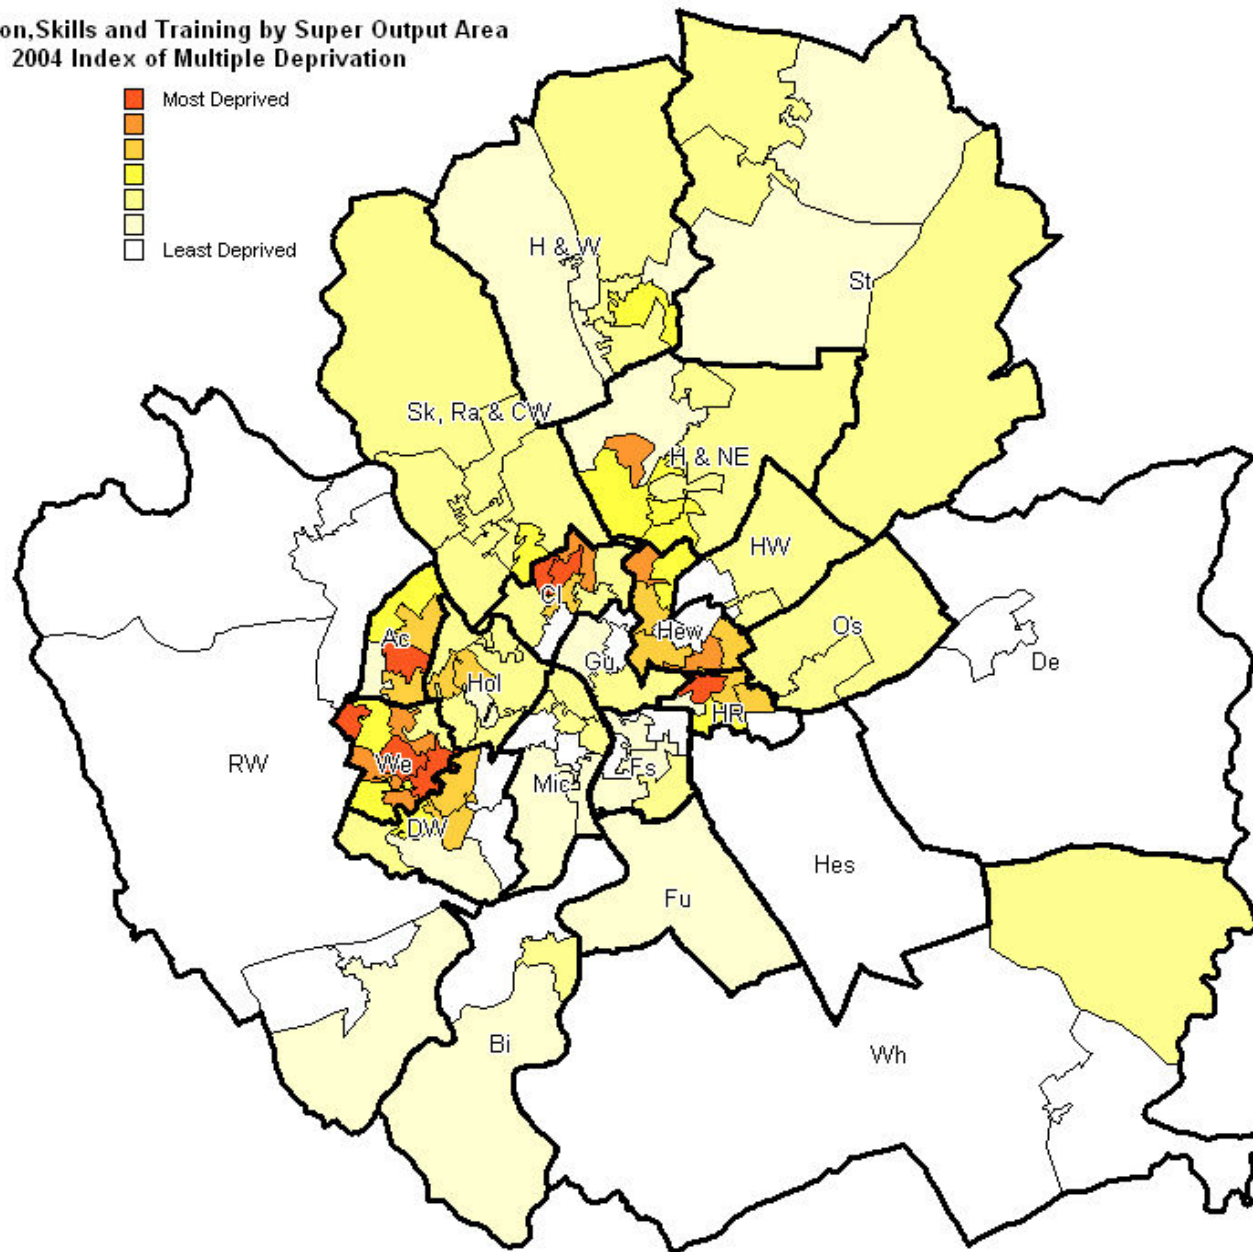 on,Skills and Training by Super Output Area
2004 Index of Multiple Deprivation
Most Deprived
Least Deprived
H & W
St
Sk, Ra & CW
H & NE
HW
Cl
Ac
Hew
O's
Gu
De
Hol
HR
RW
We
Fs
Mic
DW
Hes
Fu
Bi
Wh